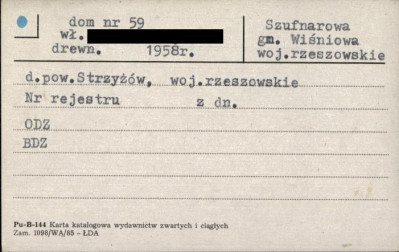 dom nr 59
wł.
drewn. 1958r.
Szufnarowa
gm. Wiśniowa
woj.rzeszowskie
d.pow.Strzyżów, woj.rzeszowskie
Nr rejestru z dn.
ODZ
BDZ
Pu-B-144 Karta katalogowa wydawnictw zwartych i ciągłych
Zam. 1098/WA/85 - ŁDA